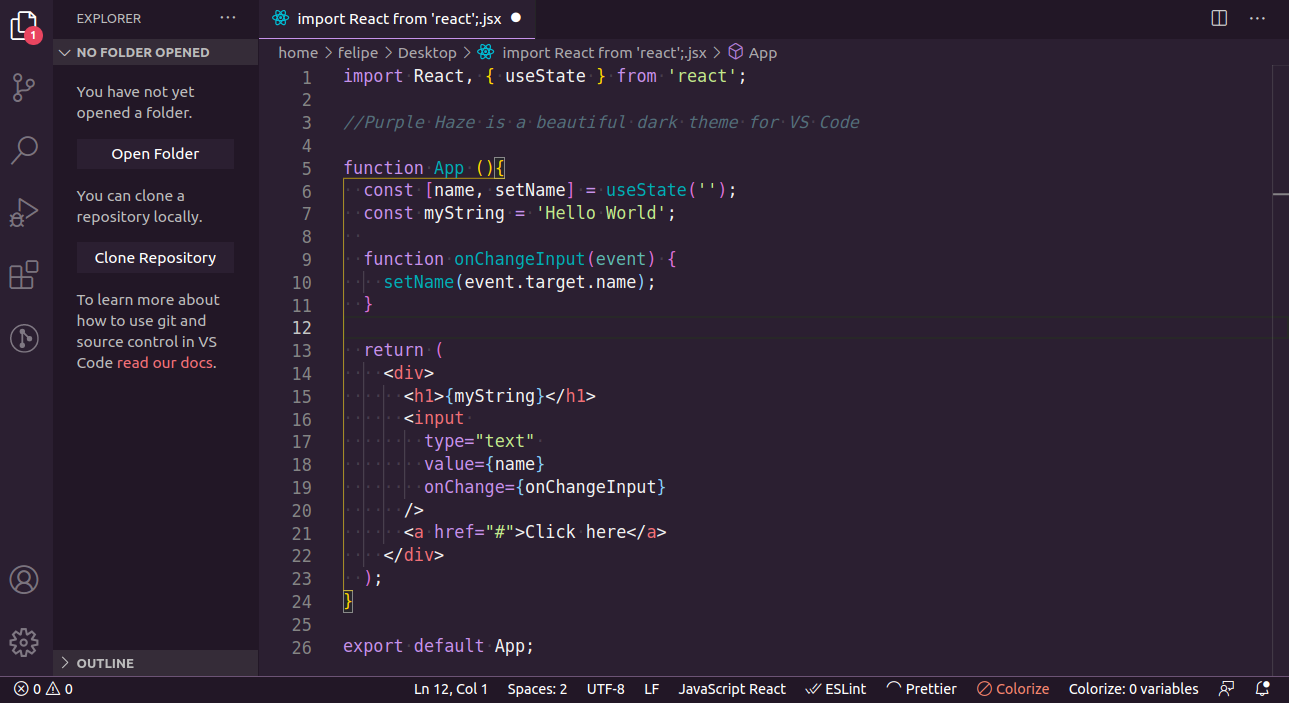 EXPLORER
import React from 'react';.jsx
1
NO FOLDER OPENED
home > felipe > Desktop > import React from 'react';.jsx > App
You have not yet
opened a folder.
Open Folder
You can clone a
repository locally.
Clone Repository
To learn more about
how to use git and
source control in VS
Code read our docs.
OUTLINE
1 import React, { useState } from 'react';
2
3 //Purple Haze is a beautiful dark theme for VS Code
4
5 function App (){
6   const [name, setName] = useState('');
7   const myString = 'Hello World';
8
9   function onChangeInput(event) {
10     setName(event.target.name);
11   }
12
13   return (
14     <div>
15       <h1>{myString}</h1>
16       <input
17         type="text"
18         value={name}
19         onChange={onChangeInput}
20       />
21       <a href="#">Click here</a>
22     </div>
23   );
24 }
25
26 export default App;
0 0
Ln 12, Col 1 Spaces: 2 UTF-8 LF JavaScript React ESLint Prettier Colorize Colorize: 0 variables